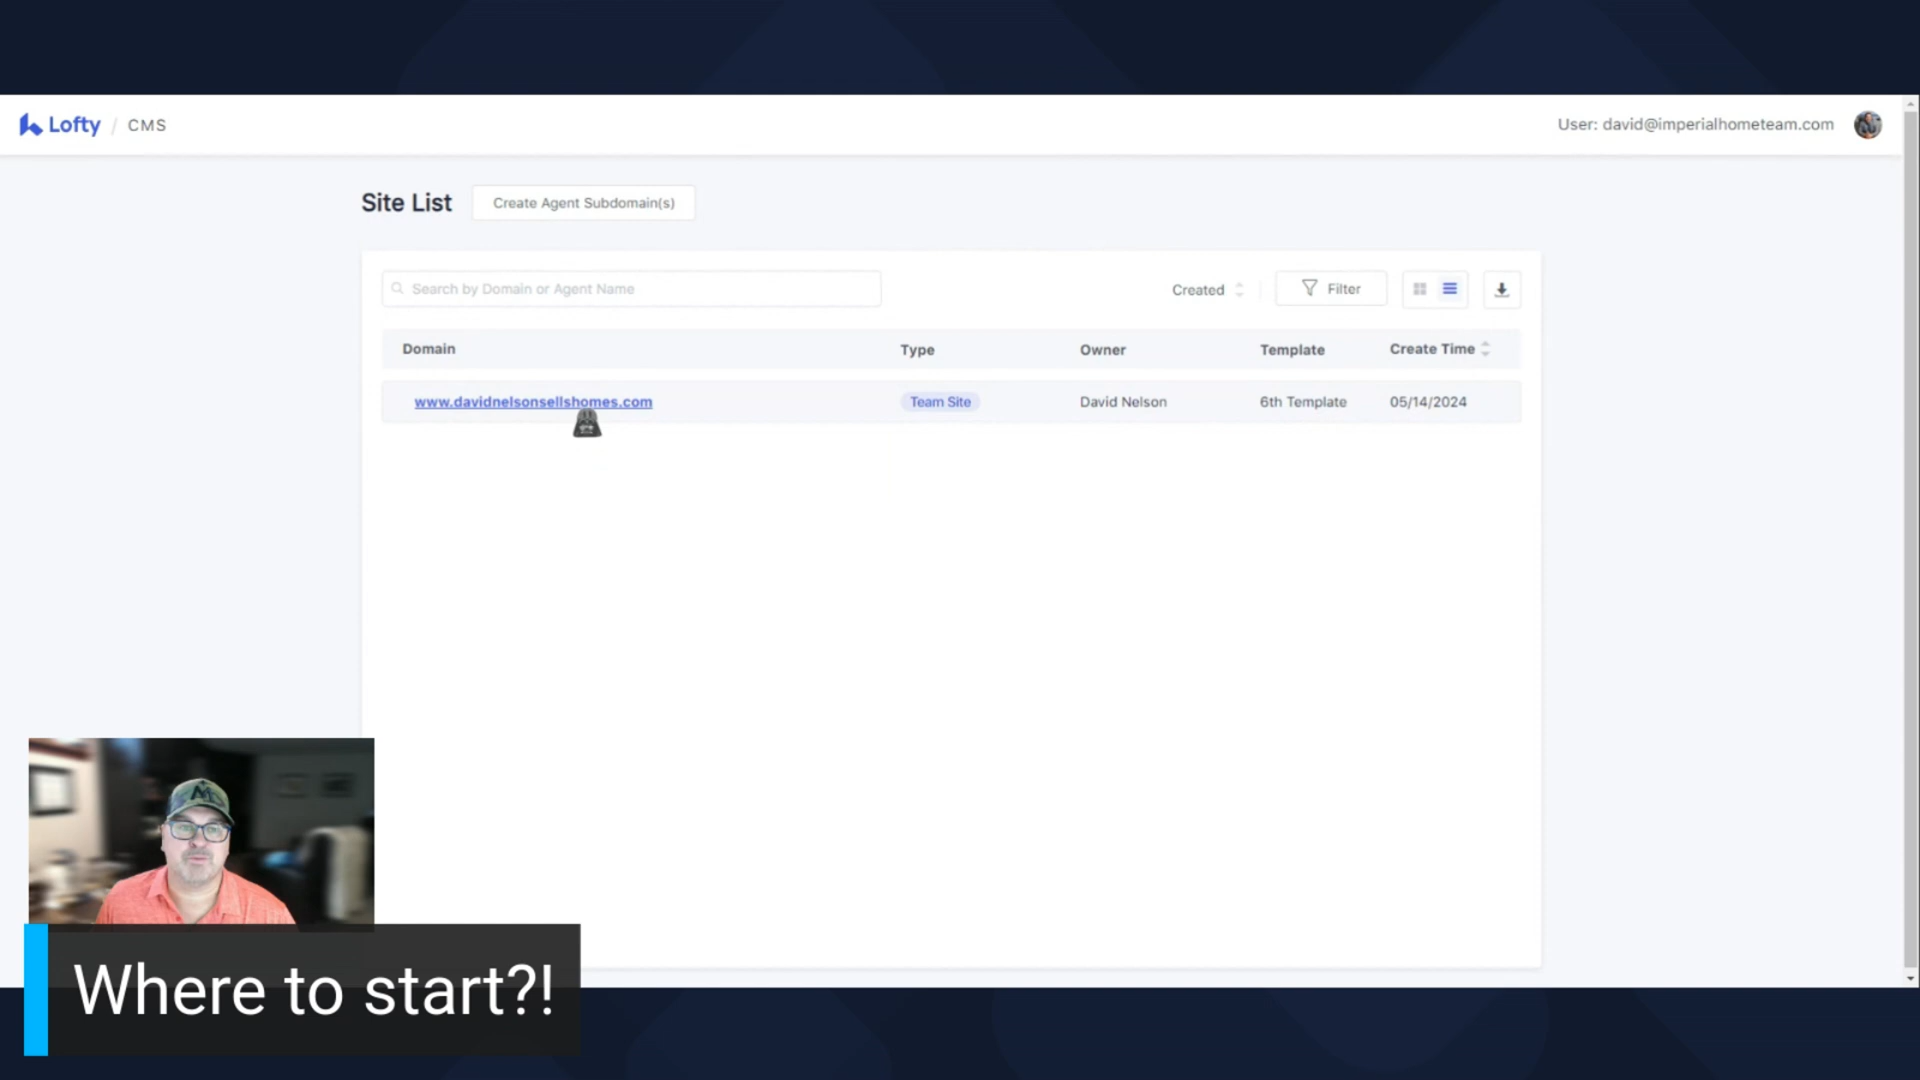 Lofty / CMS
User: david@imperialhometeam.com
Site List
Create Agent Subdomain(s)
Search by Domain or Agent Name
Created
Filter
Domain Type Owner Template Create Time
www.davidnelsonsellshomes.com Team Site David Nelson 6th Template 05/14/2024
Where to start?!